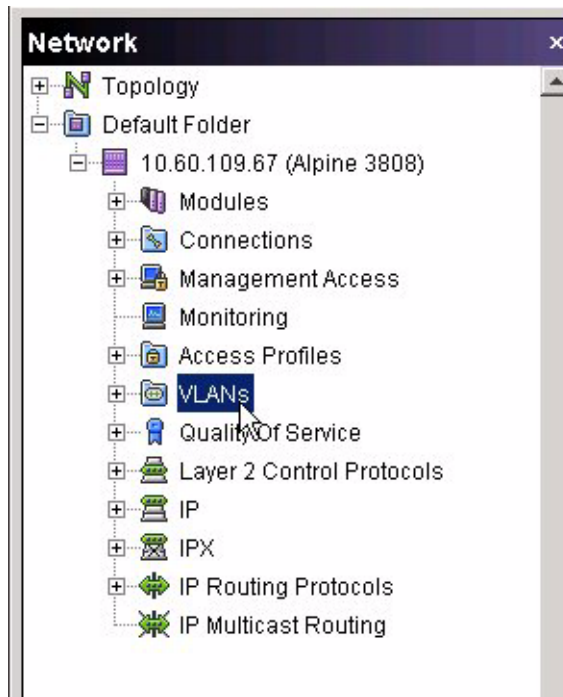 Network
Topology
Default Folder
10.60.109.67 (Alpine 3808)
Modules
Connections
Management Access
Monitoring
Access Profiles
VLANs
Quality Of Service
Layer 2 Control Protocols
IP
IPX
IP Routing Protocols
IP Multicast Routing